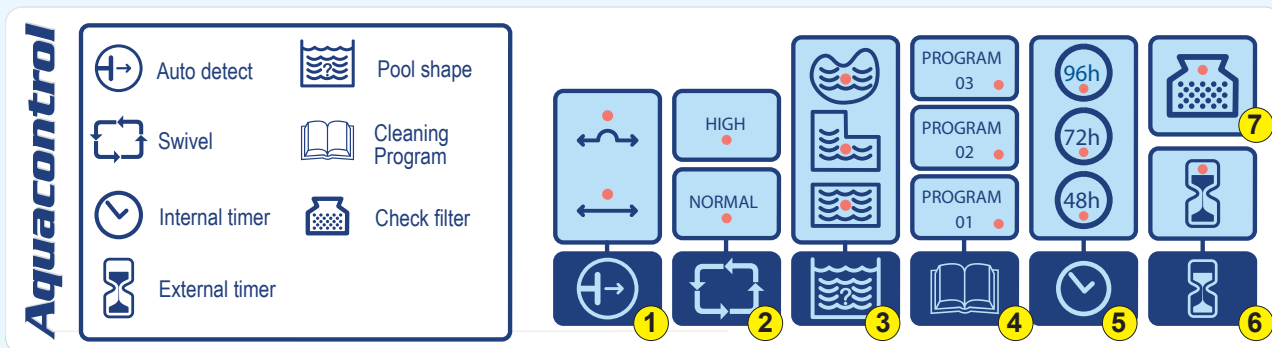 Aquacontrol
Auto detect
Swivel
Internal timer
External timer
Pool shape
?
Cleaning
Program
Check filter
1
HIGH
NORMAL
2
?
3
PROGRAM
03
PROGRAM
02
PROGRAM
01
4
96h
72h
48h
5
7
6